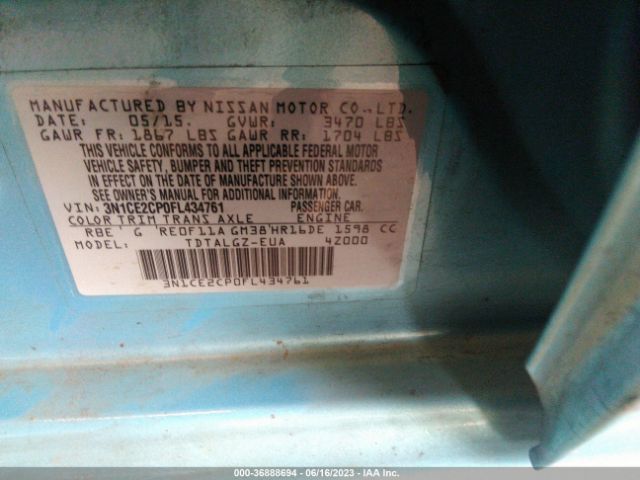 MANUFACTURED BY NISSAN MOTOR CO.,LTD.
DATE: 05/15. GVWR: 3470 LBS
GAWR FR: 1867 LBS GAWR RR: 1704 LBS
THIS VEHICLE CONFORMS TO ALL APPLICABLE FEDERAL MOTOR
VEHICLE SAFETY, BUMPER AND THEFT PREVENTION STANDARDS
IN EFFECT ON THE DATE OF MANUFACTURE SHOWN ABOVE.
SEE OWNER'S MANUAL FOR ADDITIONAL INFORMATION.
VIN: 3N1CE2CP0FL434761 PASSENGER CAR.
COLOR TRIM TRANS AXLE ENGINE
RBE G RE0F11A GM38 HR16DE 1598 CC
MODEL: TDTALGZ-EUA 4Z000
3N1CE2CP0FL434761
000-36888694 - 06/16/2023 - IAA Inc.